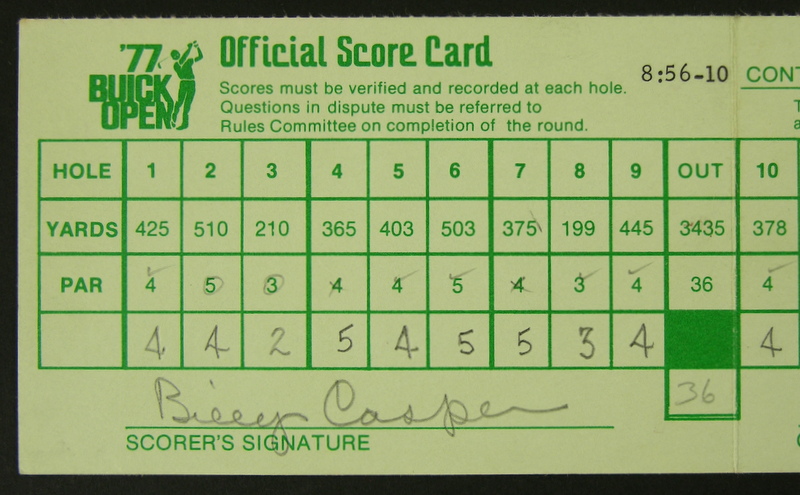 '77 BUICK OPEN
Official Score Card
Scores must be verified and recorded at each hole.
Questions in dispute must be referred to
Rules Committee on completion of the round.
8:56-10
CONT
HOLE 1 2 3 4 5 6 7 8 9 OUT 10
YARDS 425 510 210 365 403 503 375 199 445 3435 378
PAR 4 5 3 4 4 5 4 3 4 36 4
4 4 2 5 4 5 5 3 4 4
36
Billy Casper
SCORER'S SIGNATURE